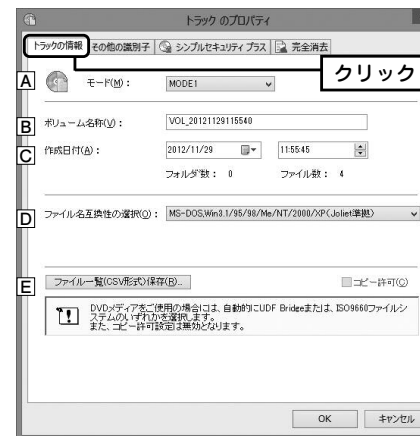 トラック のプロパティ
トラックの情報 その他の識別子 シンプルセキュリティ プラス 完全消去
クリック
A モード(M): MODE1
B ボリューム名称(V): VOL_20121129115540
C 作成日付(A): 2012/11/29 11:55:45
フォルダ数: 0 ファイル数: 4
D ファイル名互換性の選択(O): MS-DOS,Win3.1/95/98/Me/NT/2000/XP(Joliet準拠)
E ファイル一覧(CSV形式)保存(R)... コピー許可(C)
DVDメディアをご使用の場合には、自動的にUDF Bridgeまたは、ISO9660ファイルシ
ステムのいずれかを選択します。
また、コピー許可設定は無効となります。
OK キャンセル